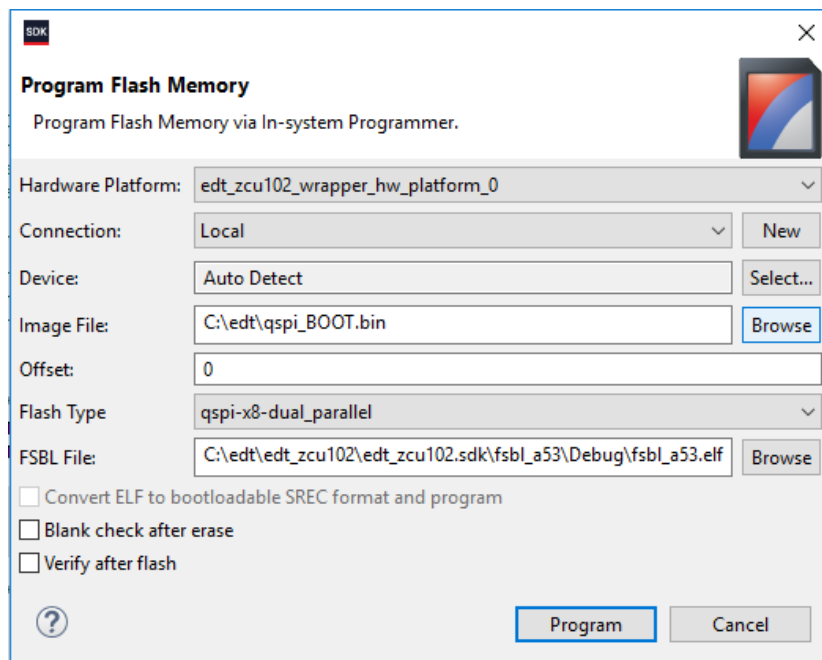 SDK
Program Flash Memory
Program Flash Memory via In-system Programmer.
Hardware Platform: edt_zcu102_wrapper_hw_platform_0
Connection: Local New
Device: Auto Detect Select...
Image File: C:\edt\qspi_BOOT.bin Browse
Offset: 0
Flash Type qspi-x8-dual_parallel
FSBL File: C:\edt\edt_zcu102\edt_zcu102.sdk\fsbl_a53\Debug\fsbl_a53.elf Browse
Convert ELF to bootloadable SREC format and program
Blank check after erase
Verify after flash
? Program Cancel